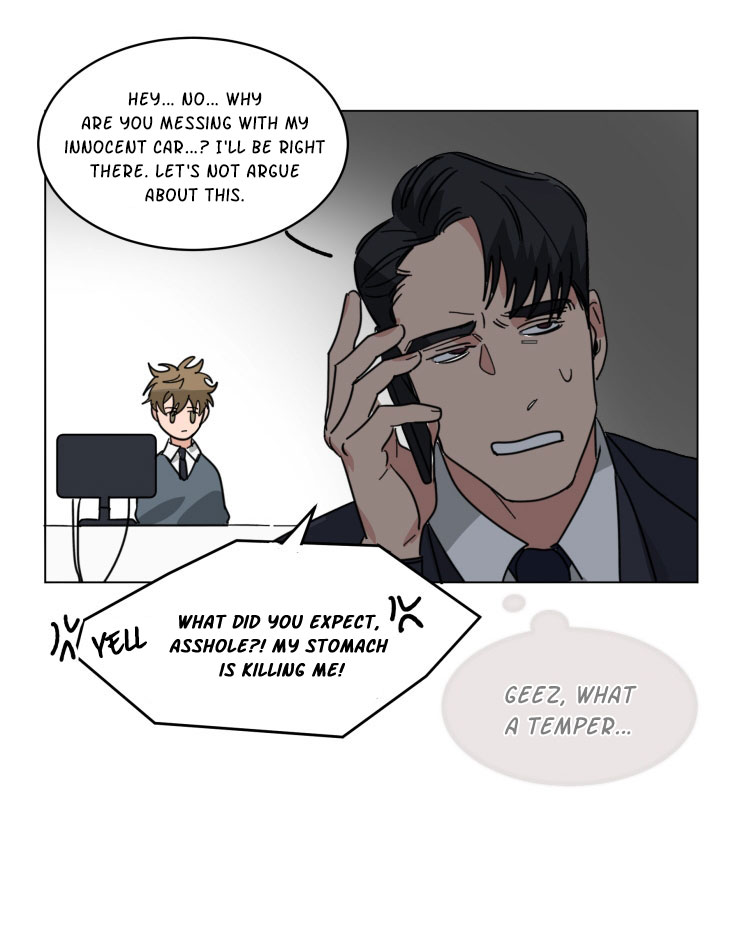 HEY... NO... WHY
ARE YOU MESSING WITH MY
INNOCENT CAR...? I'LL BE RIGHT
THERE. LET'S NOT ARGUE
ABOUT THIS.
YELL
WHAT DID YOU EXPECT,
ASSHOLE?! MY STOMACH
IS KILLING ME!
GEEZ, WHAT
A TEMPER...